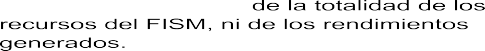 de la totalidad de los
recursos del FISM, ni de los rendimientos
generados.